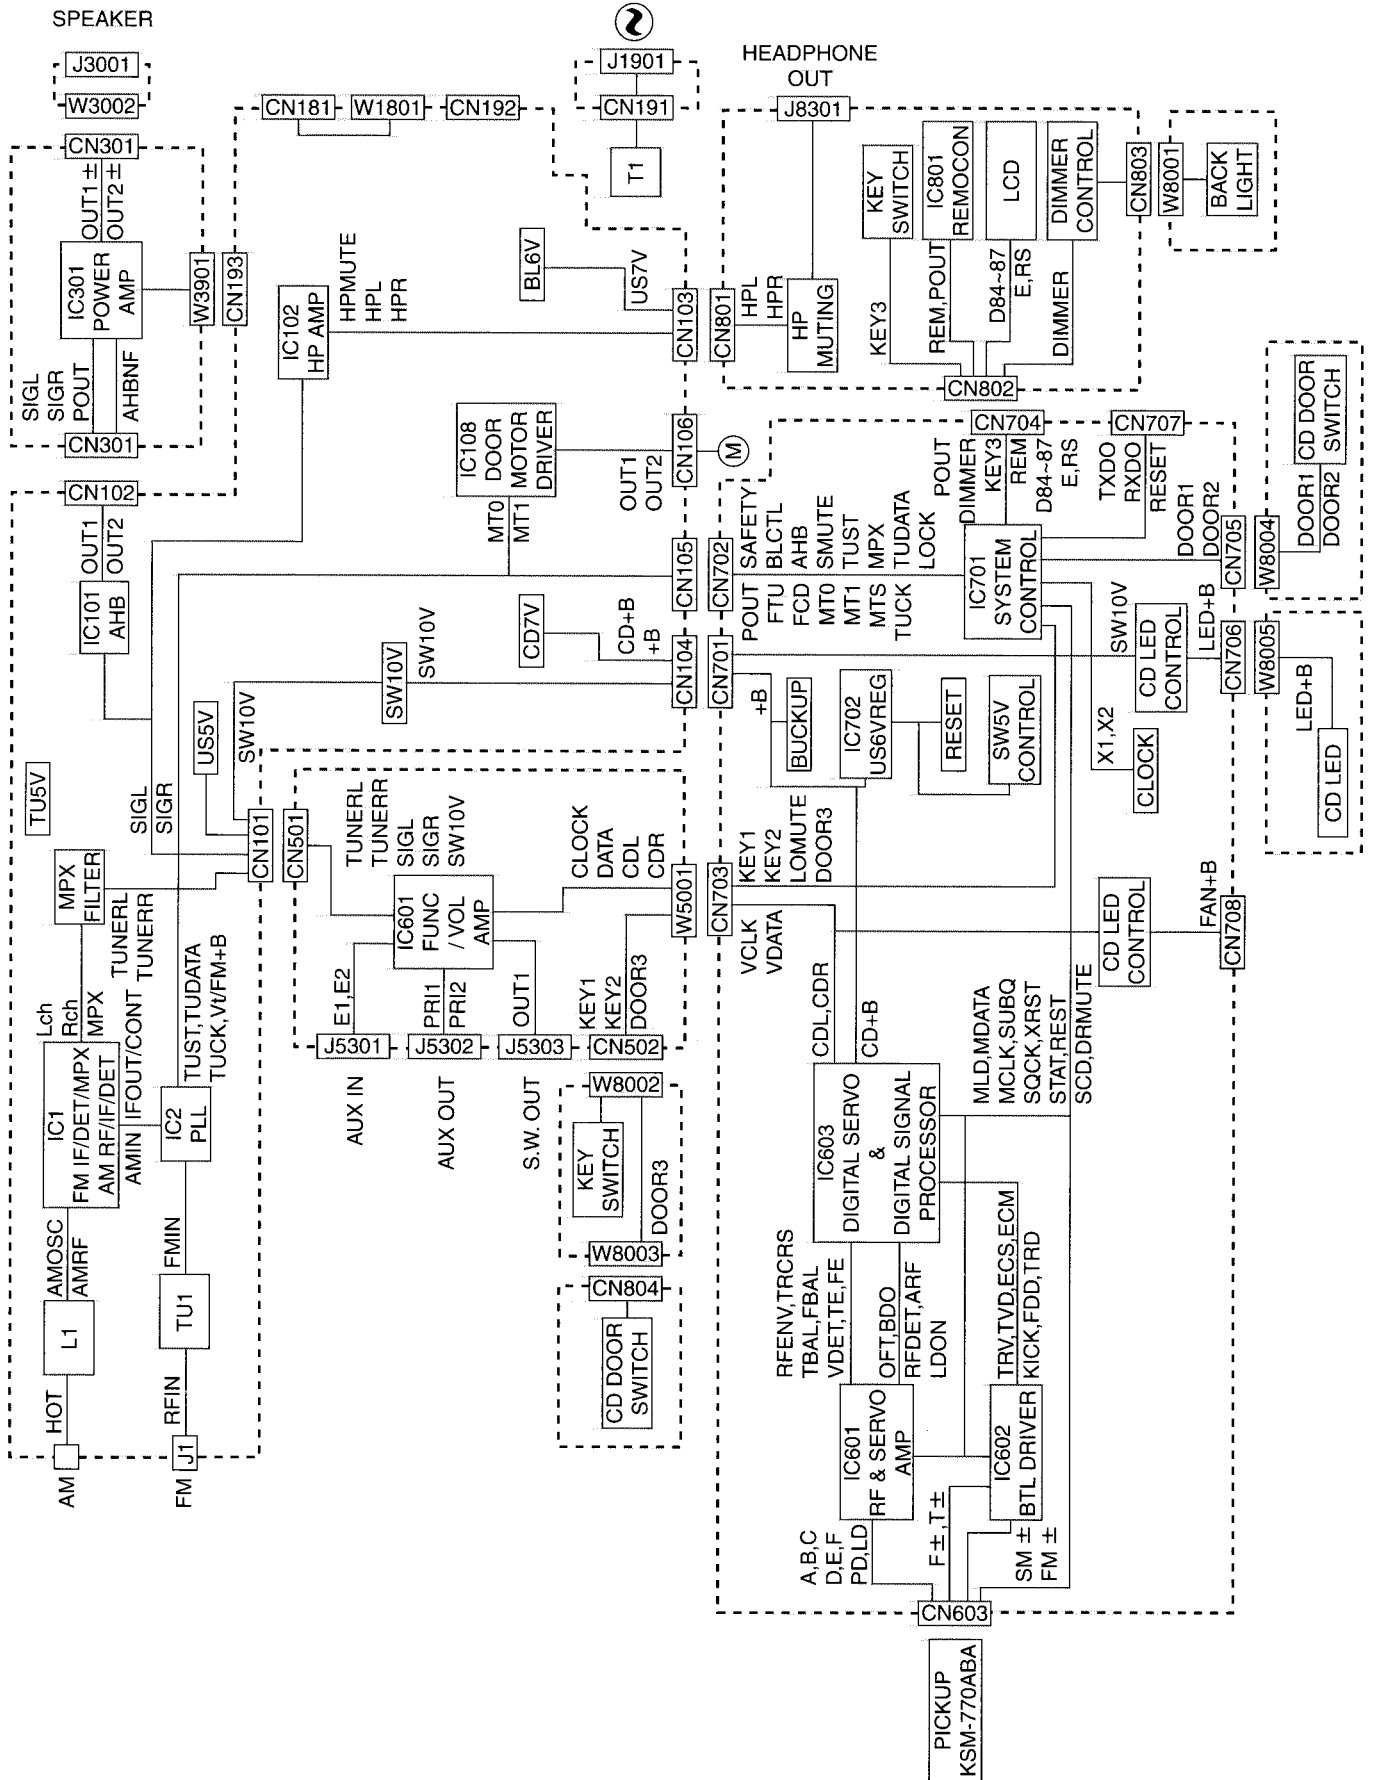 SPEAKER
J3001
W3002
CN301
OUT1 ±
OUT2 ±
IC301
POWER
AMP
SIGL
SIGR
POUT
AHBNF
CN301
W3901
CN193
CN181
W1801
CN192
J1901
CN191
T1
HEADPHONE
OUT
J8301
KEY
SWITCH
IC801
REMOCON
LCD
DIMMER
CONTROL
CN803
W8001
BACK
LIGHT
IC102
HP AMP
HPMUTE
HPL
HPR
BL6V
US7V
CN103
CN801
HPL
HPR
HP
MUTING
KEY3
REM,POUT
D84~87
E,RS
DIMMER
CN802
CN102
OUT1
OUT2
IC101
AHB
IC108
DOOR
MOTOR
DRIVER
MT0
MT1
OUT1
OUT2
CN106
M
CN105
CN702
POUT
FTU
FCD
MT0
MT1
MTS
TUCK
SAFETY
BLCTL
AHB
SMUTE
TUST
MPX
TUDATA
LOCK
CN704
POUT
DIMMER
KEY3
REM
D84~87
E,RS
CN707
TXDO
RXDO
RESET
IC701
SYSTEM
CONTROL
DOOR1
DOOR2
CN705
W8004
DOOR1
DOOR2
CD DOOR
SWITCH
CD7V
CD+B
+B
CN104
CN701
SW10V
SW10V
+B
BUCKUP
IC702
US6VREG
RESET
SW5V
CONTROL
SW10V
CD LED
CONTROL
LED+B
CN706
W8005
LED+B
CD LED
X1,X2
CLOCK
TU5V
US5V
SW10V
SIGL
SIGR
CN101
CN501
MPX
FILTER
TUNERL
TUNERR
TUNERL
TUNERR
SIGL
SIGR
SW10V
IC601
FUNC
/ VOL
AMP
CLOCK
DATA
CDL
CDR
W5001
CN703
KEY1
KEY2
LOMUTE
DOOR3
VCLK
VDATA
CD LED
CONTROL
FAN+B
CN708
Lch
Rch
MPX
IC1
FM IF/DET/MPX
AM RF/IF/DET
AMIN IFOUT/CONT
IC2
PLL
TUST,TUDATA
TUCK,Vt/FM+B
E1,E2
PRI1
PRI2
OUT1
KEY1
KEY2
DOOR3
J5301
J5302
J5303
CN502
AUX IN
AUX OUT
S.W. OUT
W8002
KEY
SWITCH
DOOR3
W8003
CN804
CD DOOR
SWITCH
CDL,CDR
CD+B
IC603
DIGITAL SERVO
&
DIGITAL SIGNAL
PROCESSOR
MLD,MDATA
MCLK,SUBQ
SQCK,XRST
STAT,REST
SCD,DRMUTE
AMOSC
AMRF
FMIN
L1
TU1
HOT
RFIN
AM
FM
J1
RFENV,TRCRS
TBAL,FBAL
VDET,TE,FE
OFT,BDO
RFDET,ARF
LDON
TRV,TVD,ECS,ECM
KICK,FDD,TRD
IC601
RF & SERVO
AMP
IC602
BTL DRIVER
A,B,C
D,E,F
PD,LD
F±,T±
SM ±
FM ±
CN603
PICKUP
KSM-770ABA